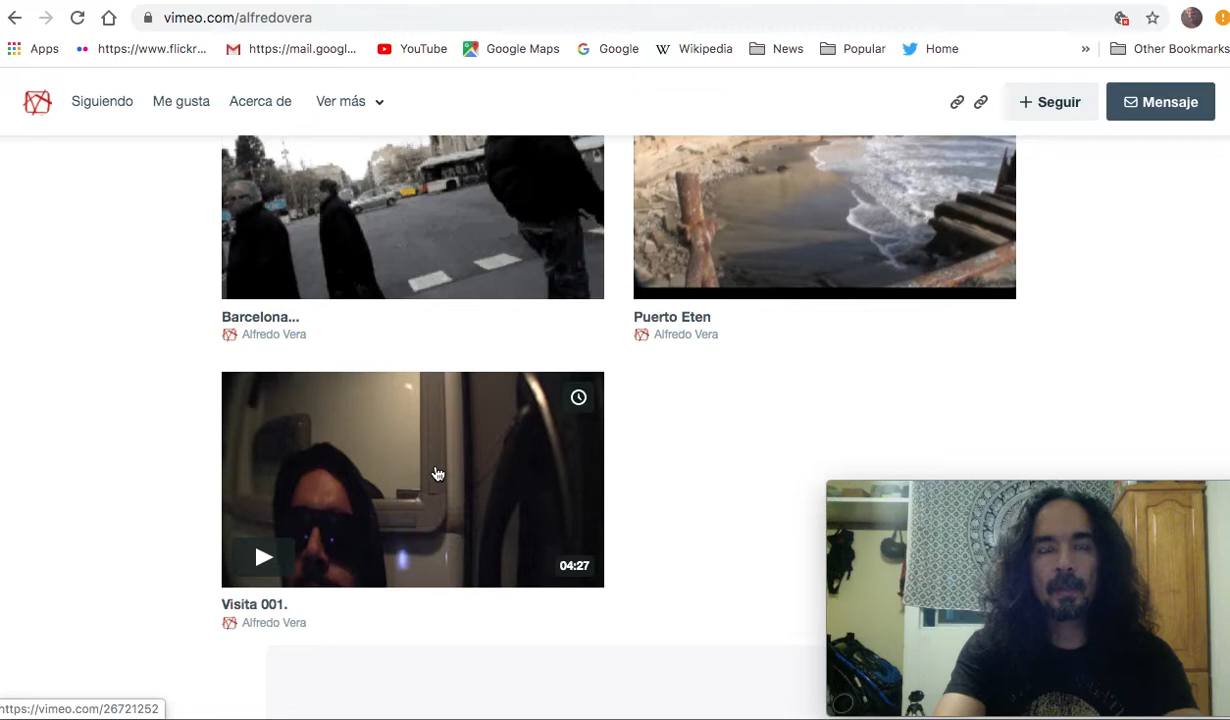 vimeo.com/alfredovera
Apps https://www.flickr... https://mail.googl... YouTube Google Maps Google Wikipedia News Popular Home » Other Bookmarks
Siguiendo Me gusta Acerca de Ver más + Seguir Mensaje
Barcelona...
Alfredo Vera
Puerto Eten
Alfredo Vera
04:27
Visita 001.
Alfredo Vera
https://vimeo.com/26721252